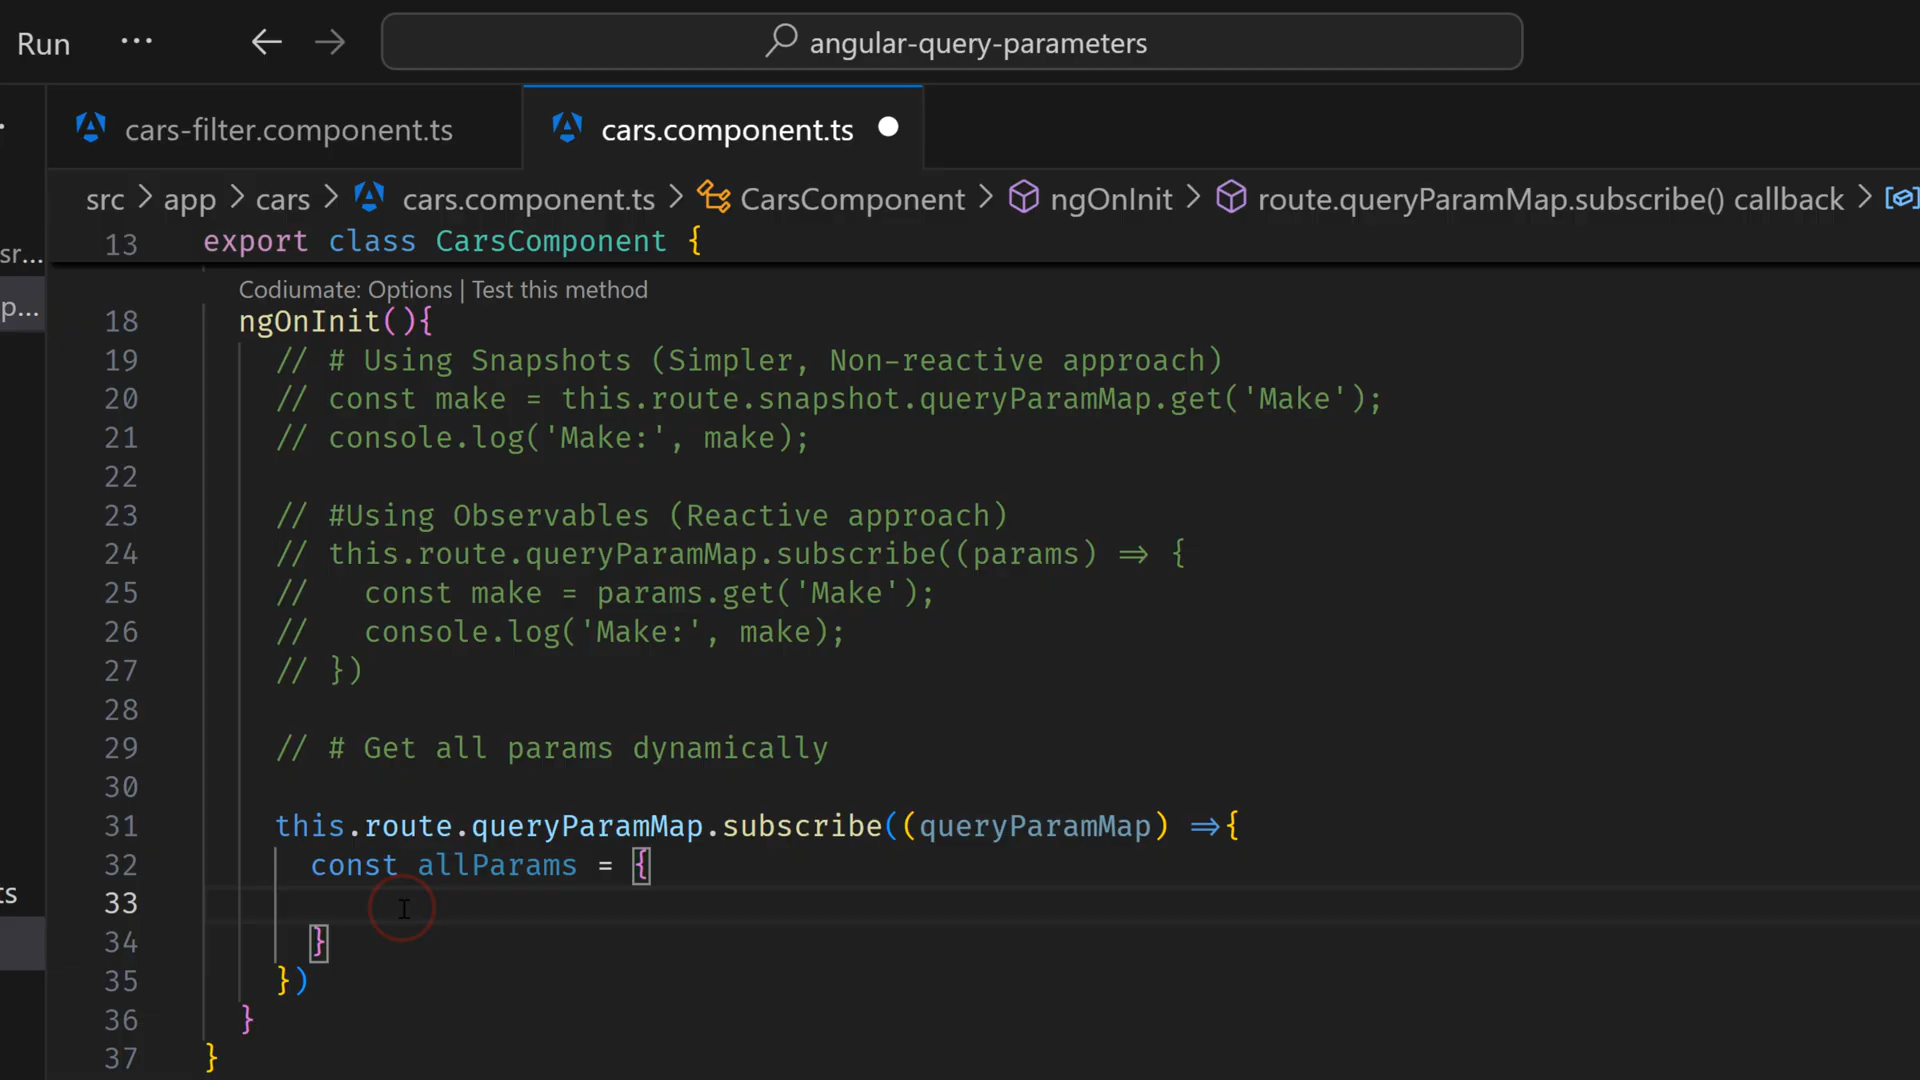 Run ··· angular-query-parameters
cars-filter.component.ts cars.component.ts
src > app > cars > cars.component.ts > CarsComponent > ngOnInit > route.queryParamMap.subscribe() callback >
13 export class CarsComponent {
sr...
Codiumate: Options | Test this method
p...
18 ngOnInit(){
19 // # Using Snapshots (Simpler, Non-reactive approach)
20 // const make = this.route.snapshot.queryParamMap.get('Make');
21 // console.log('Make:', make);
22
23 // #Using Observables (Reactive approach)
24 // this.route.queryParamMap.subscribe((params) => {
25 //   const make = params.get('Make');
26 //   console.log('Make:', make);
27 // })
28
29 // # Get all params dynamically
30
31 this.route.queryParamMap.subscribe((queryParamMap) =>{
32 const allParams = {
ts
33
34 }
35 })
36 }
37 }